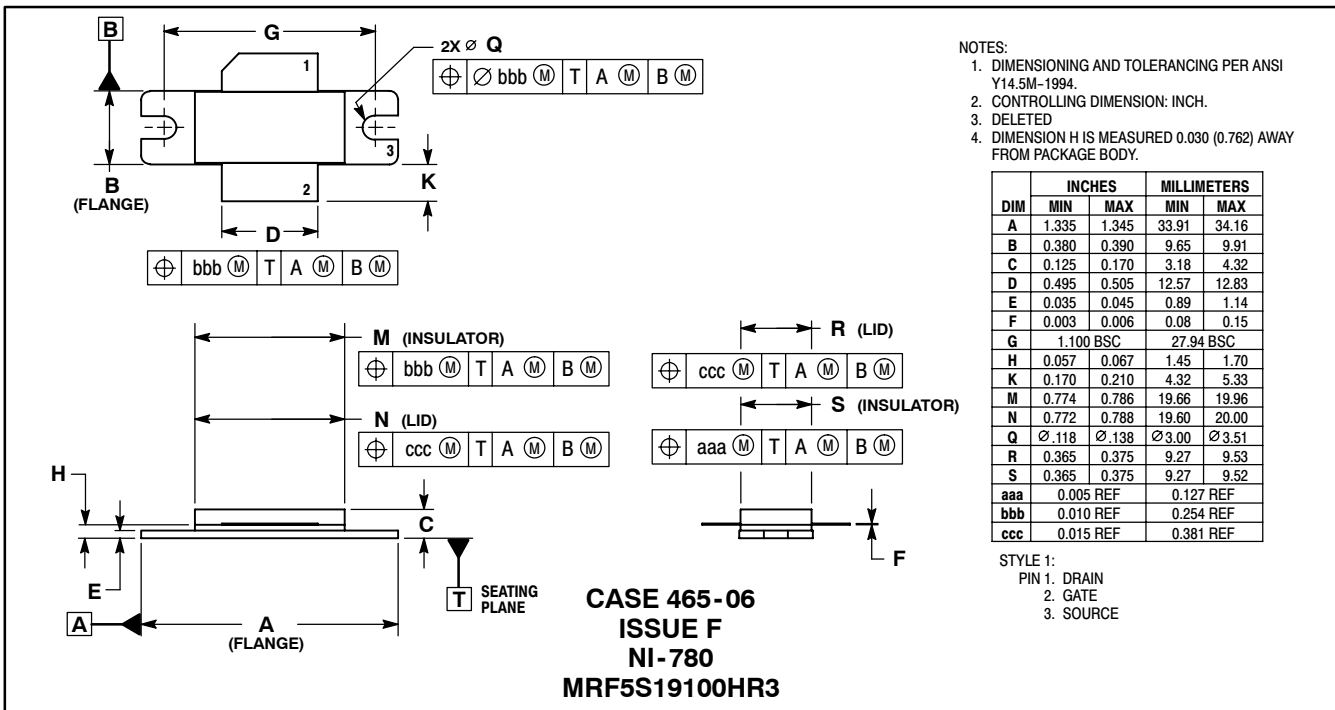 B
G
2X Ø Q
⌖ Ø bbb Ⓜ T A Ⓜ B Ⓜ
1
3
2
B
(FLANGE)
K
D
⌖ bbb Ⓜ T A Ⓜ B Ⓜ
M (INSULATOR)
⌖ bbb Ⓜ T A Ⓜ B Ⓜ
N (LID)
⌖ ccc Ⓜ T A Ⓜ B Ⓜ
R (LID)
⌖ ccc Ⓜ T A Ⓜ B Ⓜ
S (INSULATOR)
⌖ aaa Ⓜ T A Ⓜ B Ⓜ
H
C
E
F
T SEATING
PLANE
A
A
(FLANGE)
CASE 465-06
ISSUE F
NI-780
MRF5S19100HR3
NOTES:
1. DIMENSIONING AND TOLERANCING PER ANSI
Y14.5M-1994.
2. CONTROLLING DIMENSION: INCH.
3. DELETED
4. DIMENSION H IS MEASURED 0.030 (0.762) AWAY
FROM PACKAGE BODY.
INCHES MILLIMETERS
DIM MIN MAX MIN MAX
A 1.335 1.345 33.91 34.16
B 0.380 0.390 9.65 9.91
C 0.125 0.170 3.18 4.32
D 0.495 0.505 12.57 12.83
E 0.035 0.045 0.89 1.14
F 0.003 0.006 0.08 0.15
G 1.100 BSC 27.94 BSC
H 0.057 0.067 1.45 1.70
K 0.170 0.210 4.32 5.33
M 0.774 0.786 19.66 19.96
N 0.772 0.788 19.60 20.00
Q Ø.118 Ø.138 Ø3.00 Ø3.51
R 0.365 0.375 9.27 9.53
S 0.365 0.375 9.27 9.52
aaa 0.005 REF 0.127 REF
bbb 0.010 REF 0.254 REF
ccc 0.015 REF 0.381 REF
STYLE 1:
PIN 1. DRAIN
2. GATE
3. SOURCE